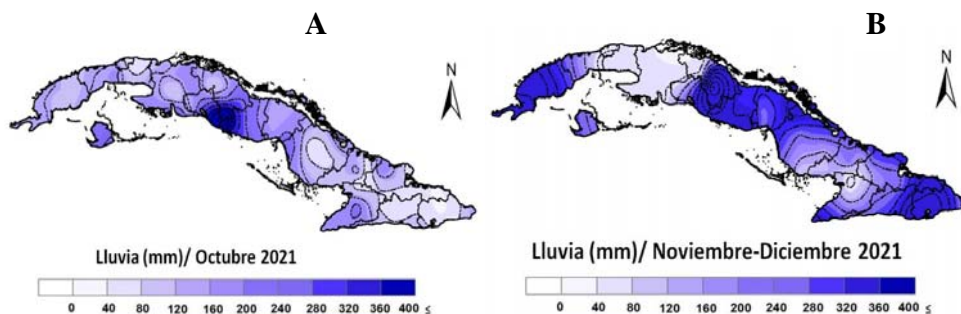 A
B
N
N
Lluvia (mm)/ Octubre 2021
Lluvia (mm)/ Noviembre-Diciembre 2021
0 40 80 120 160 200 240 280 320 360 400 ≤
0 40 80 120 160 200 240 280 320 360 400 ≤